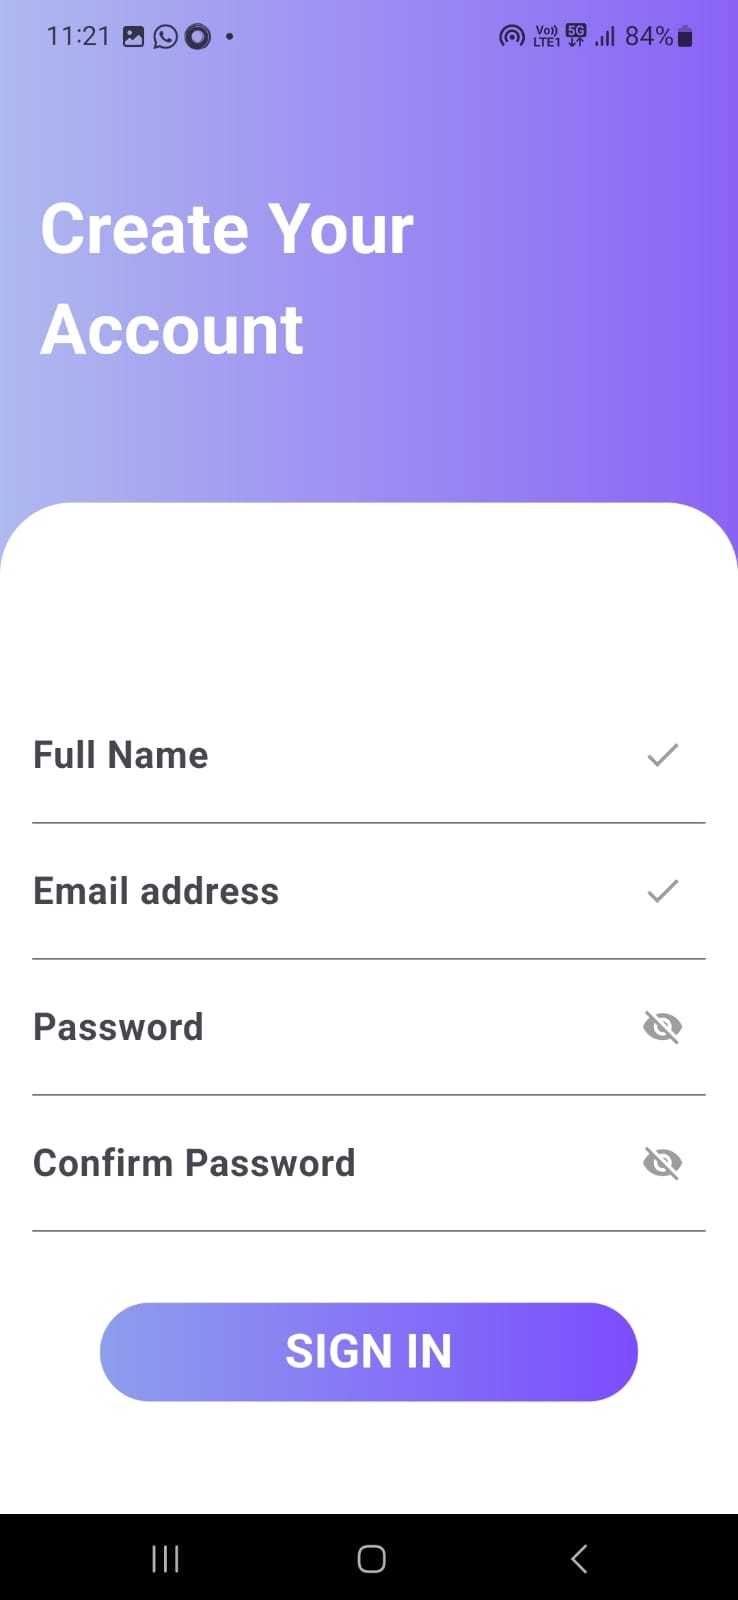 11:21 Vo)) LTE1 5G 84%
Create Your
Account
Full Name
Email address
Password
Confirm Password
SIGN IN